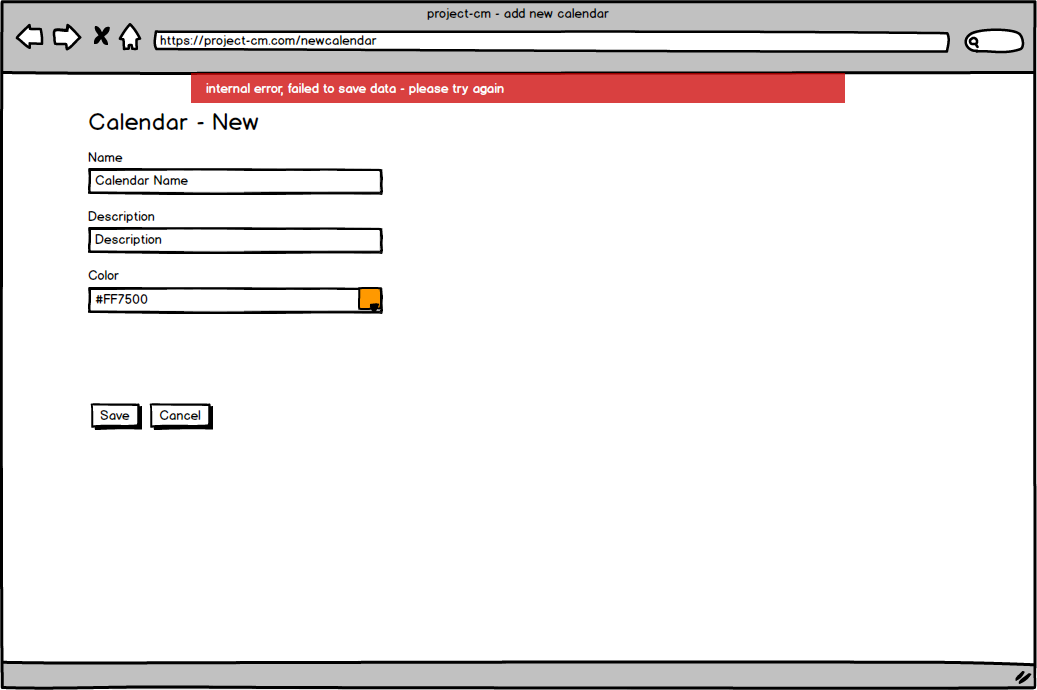 project-cm - add new calendar
https://project-cm.com/newcalendar
internal error, failed to save data - please try again
Calendar - New
Name
Calendar Name
Description
Description
Color
#FF7500
Save Cancel